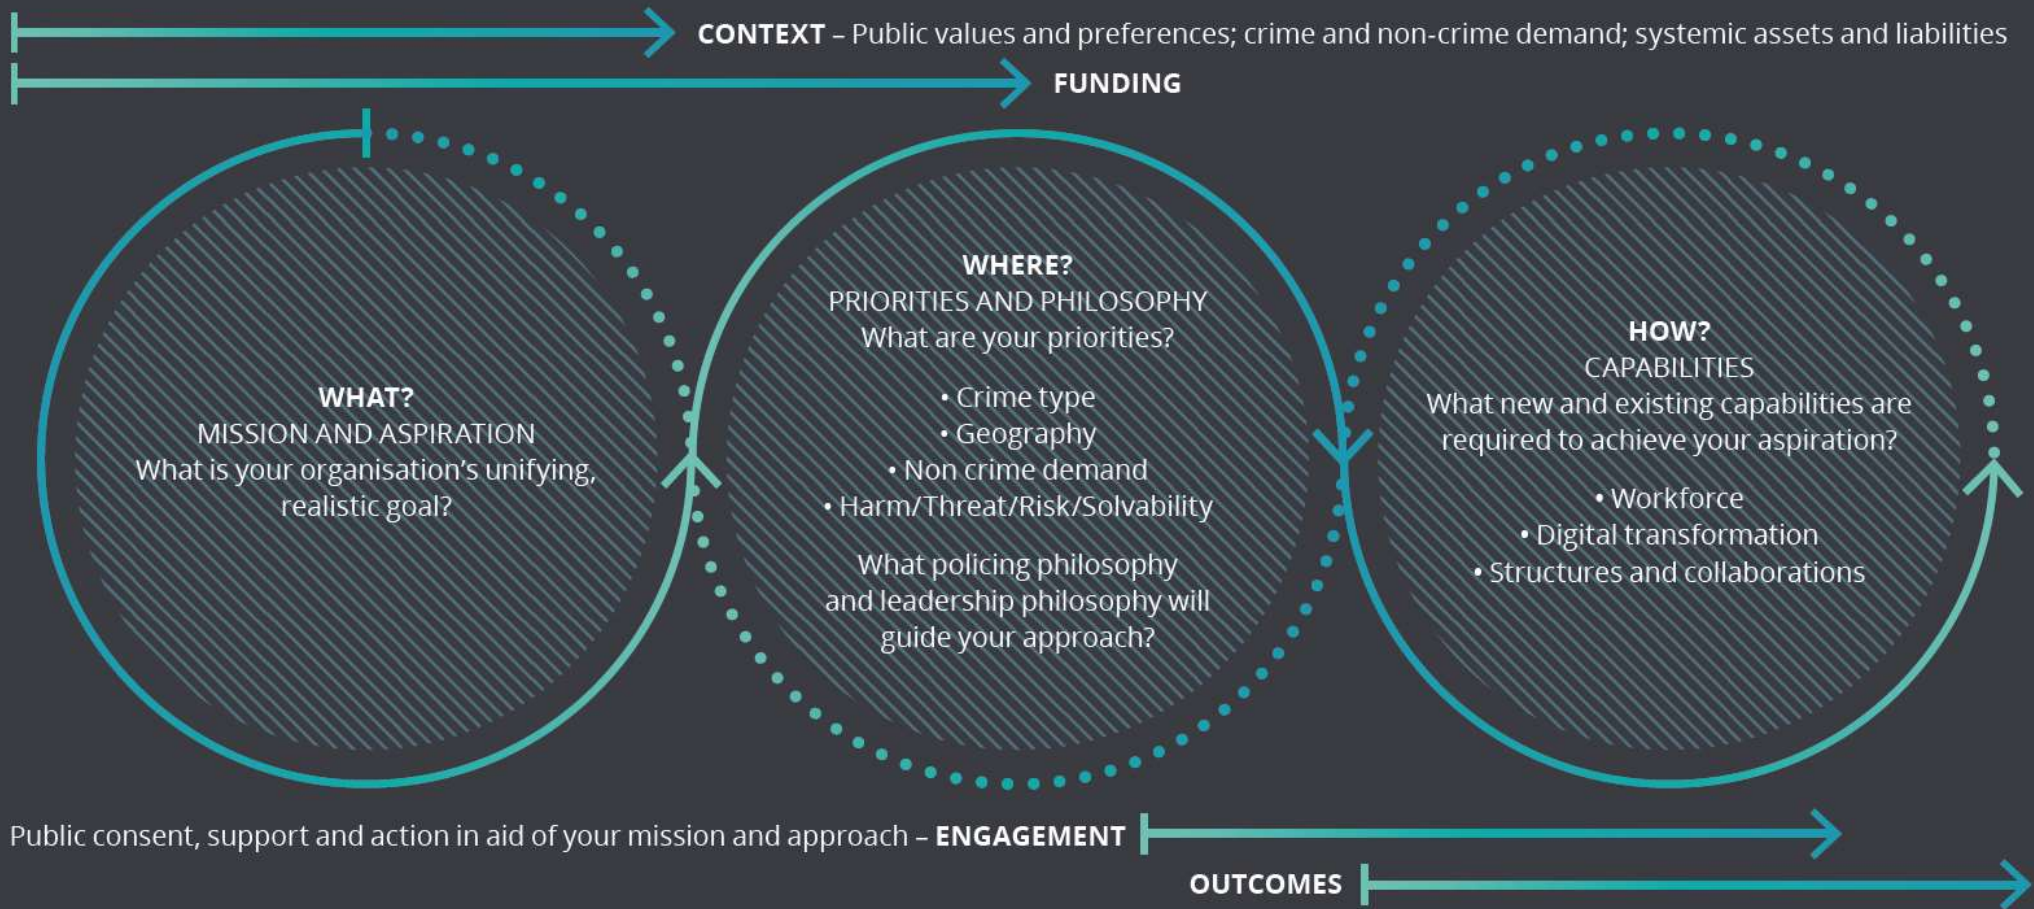 CONTEXT – Public values and preferences; crime and non-crime demand; systemic assets and liabilities
FUNDING
WHAT?
MISSION AND ASPIRATION
What is your organisation’s unifying,
realistic goal?
WHERE?
PRIORITIES AND PHILOSOPHY
What are your priorities?
• Crime type
• Geography
• Non crime demand
• Harm/Threat/Risk/Solvability
What policing philosophy
and leadership philosophy will
guide your approach?
HOW?
CAPABILITIES
What new and existing capabilities are
required to achieve your aspiration?
• Workforce
• Digital transformation
• Structures and collaborations
Public consent, support and action in aid of your mission and approach – ENGAGEMENT
OUTCOMES